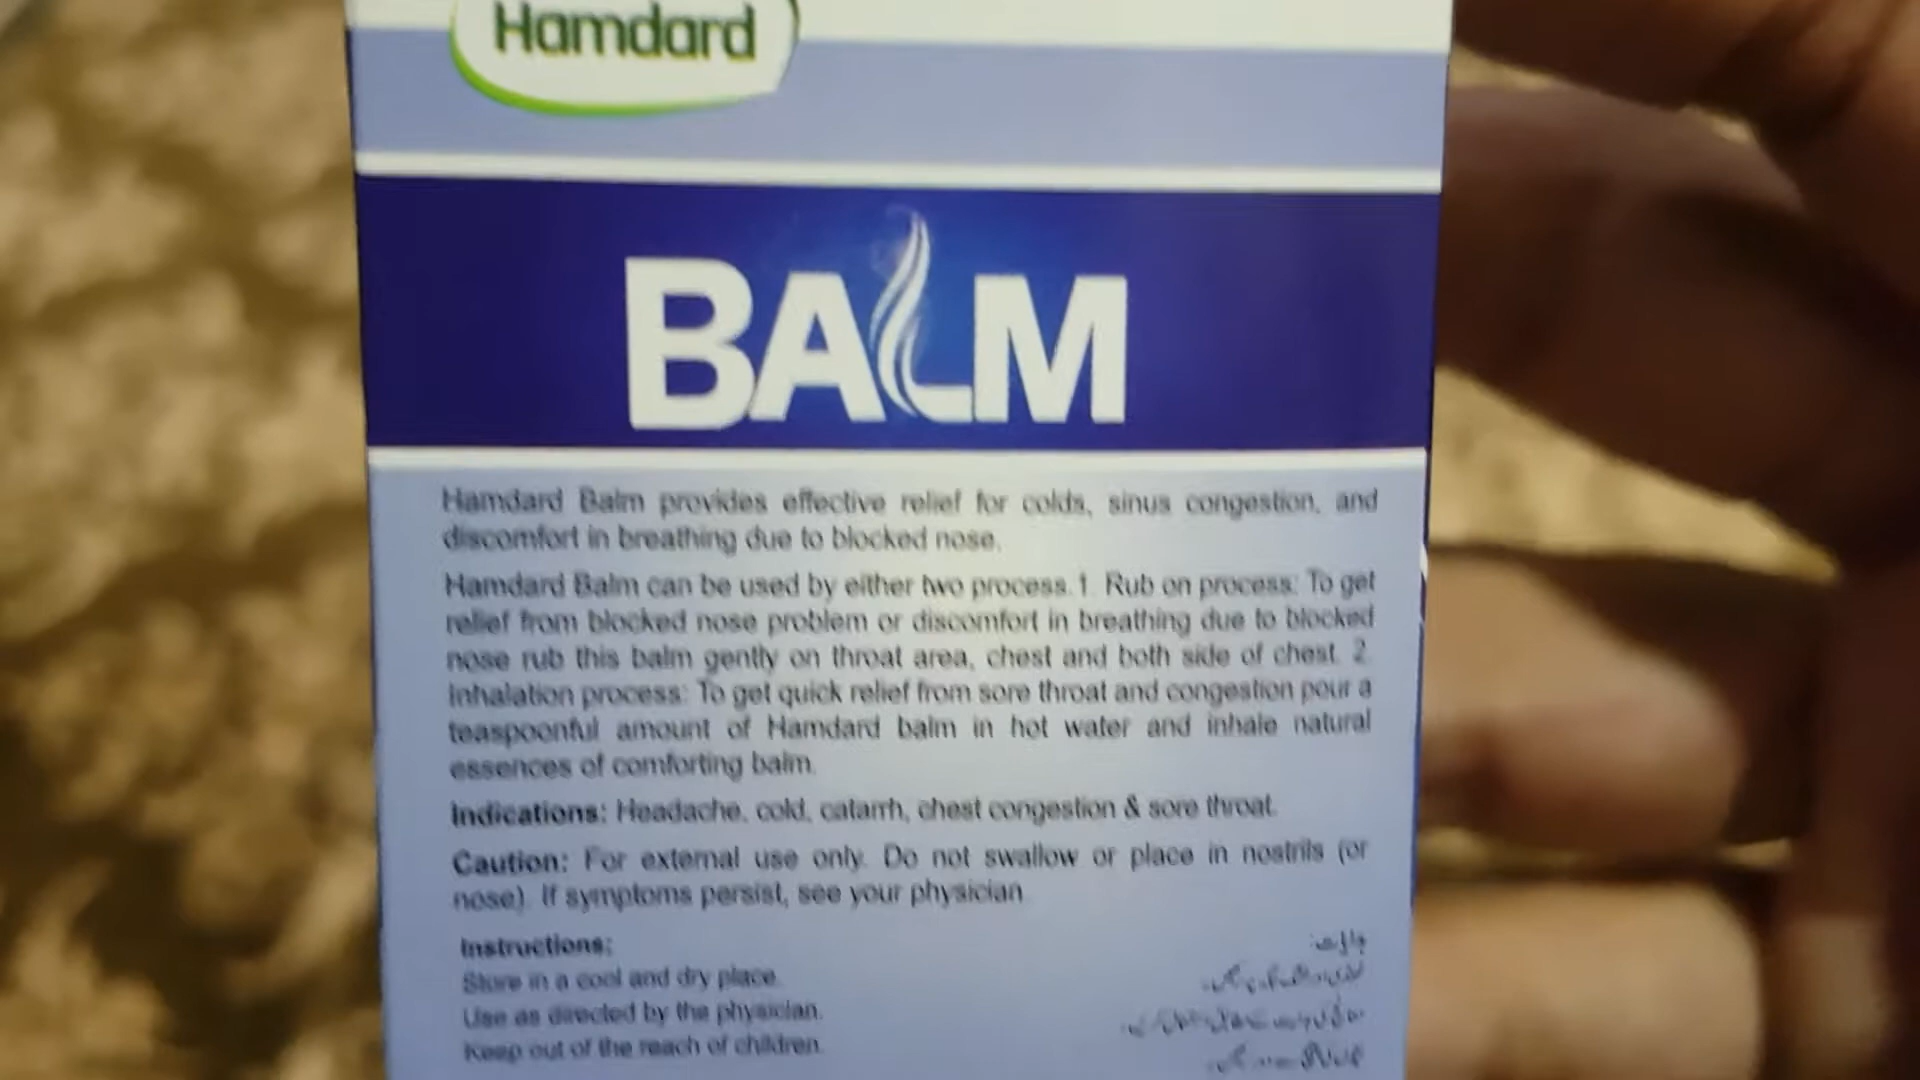 Hamdard
BALM
Hamdard Balm provides effective relief for colds, sinus congestion, and
discomfort in breathing due to blocked nose.
Hamdard Balm can be used by either two process.1. Rub on process: To get
relief from blocked nose problem or discomfort in breathing due to blocked
nose rub this balm gently on throat area, chest and both side of chest. 2.
Inhalation process: To get quick relief from sore throat and congestion pour a
teaspoonful amount of Hamdard balm in hot water and inhale natural
essences of comforting balm.
Indications: Headache, cold, catarrh, chest congestion & sore throat.
Caution: For external use only. Do not swallow or place in nostrils (or
nose). If symptoms persist, see your physician
Instructions:
Store in a cool and dry place.
Use as directed by the physician.
Keep out of the reach of children.